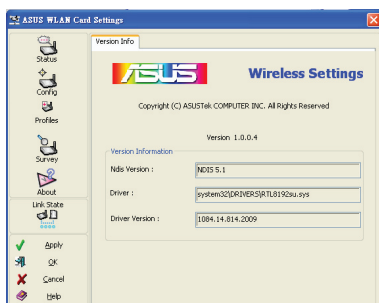 ASUS WLAN Card Settings
Status
Config
Profiles
Survey
About
Link State
Apply
OK
Cancel
Help
Version Info
ASUS
Wireless Settings
Copyright (C) ASUSTek COMPUTER INC. All Rights Reserved
Version 1.0.0.4
Version Information
Ndis Version : NDIS 5.1
Driver : system32\DRIVERS\RTL8192su.sys
Driver Version : 1084.14.814.2009